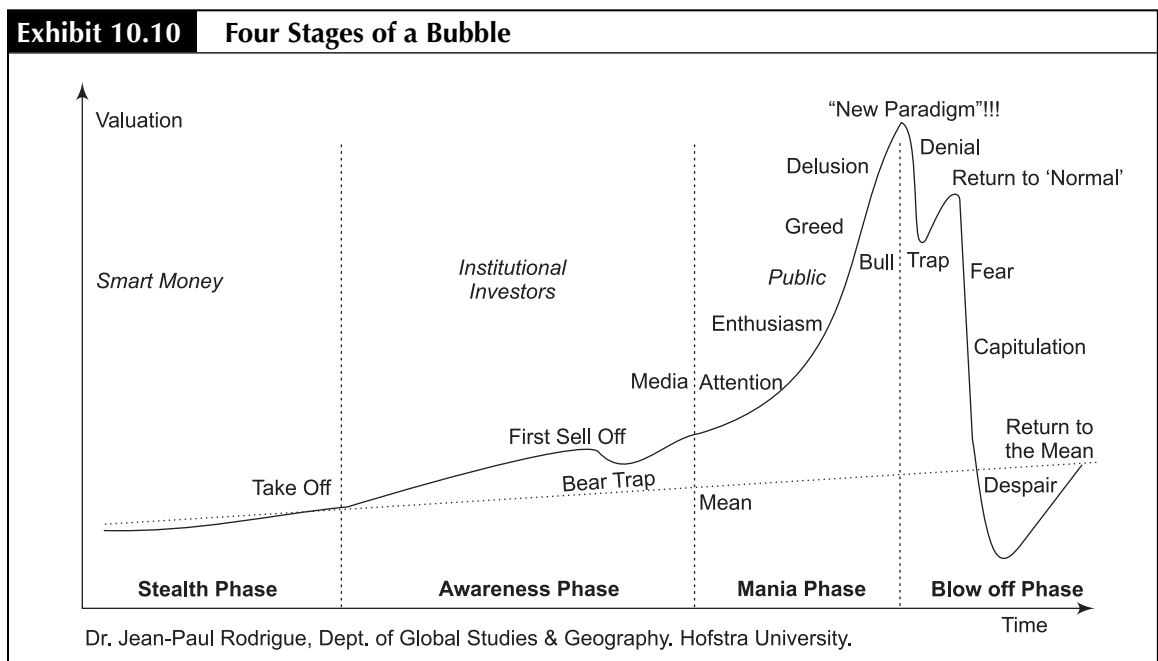 Exhibit 10.10 Four Stages of a Bubble
Valuation
“New Paradigm”!!!
Denial
Delusion
Return to ‘Normal’
Greed
Smart Money
Institutional
Investors
Public
Bull Trap
Fear
Enthusiasm
Capitulation
Media Attention
First Sell Off
Return to
the Mean
Take Off
Bear Trap
Mean
Despair
Stealth Phase
Awareness Phase
Mania Phase
Blow off Phase
Time
Dr. Jean-Paul Rodrigue, Dept. of Global Studies & Geography. Hofstra University.